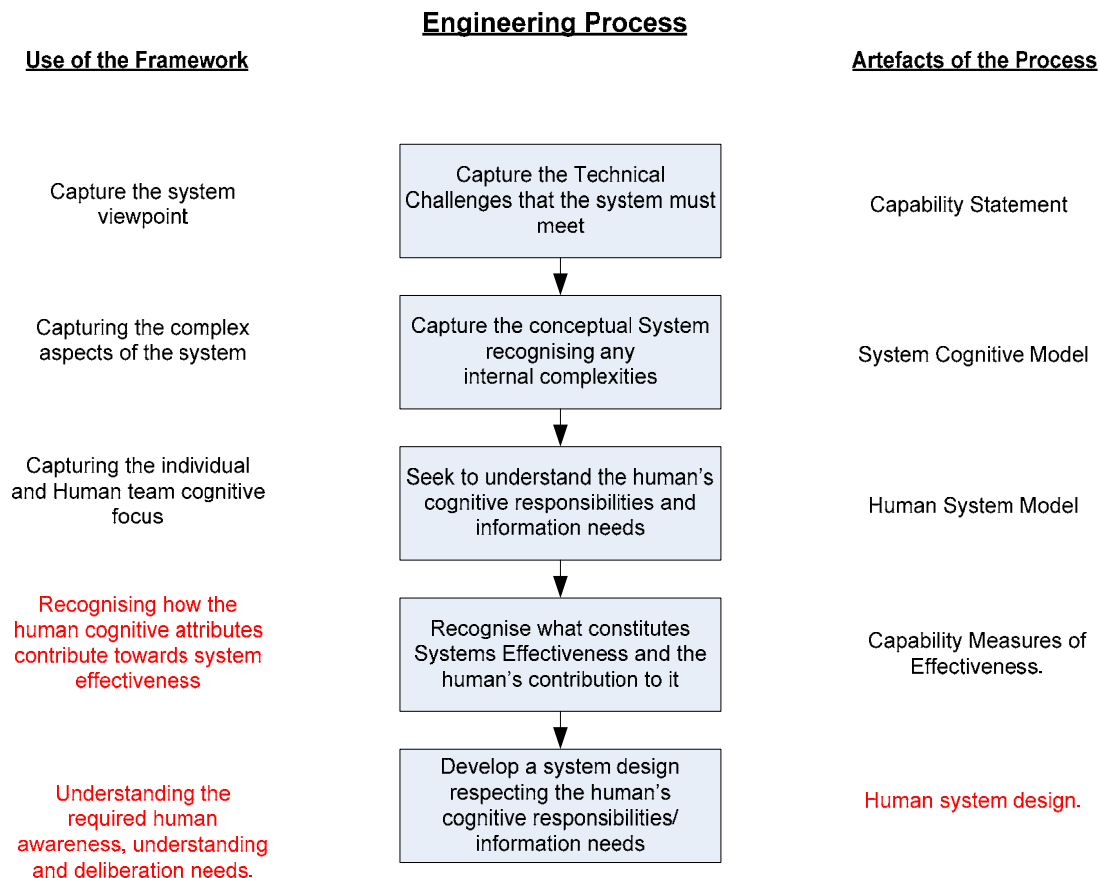 Engineering Process
Use of the Framework
Artefacts of the Process
Capture the system
viewpoint
Capture the Technical
Challenges that the system must
meet
Capability Statement
Capturing the complex
aspects of the system
Capture the conceptual System
recognising any
internal complexities
System Cognitive Model
Capturing the individual
and Human team cognitive
focus
Seek to understand the human's
cognitive responsibilities and
information needs
Human System Model
Recognising how the
human cognitive attributes
contribute towards system
effectiveness
Recognise what constitutes
Systems Effectiveness and the
human's contribution to it
Capability Measures of
Effectiveness.
Understanding the
required human
awareness, understanding
and deliberation needs.
Develop a system design
respecting the human's
cognitive responsibilities/
information needs
Human system design.